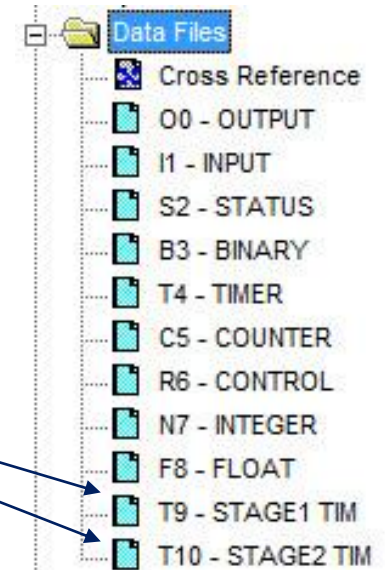 Data Files
Cross Reference
O0 - OUTPUT
I1 - INPUT
S2 - STATUS
B3 - BINARY
T4 - TIMER
C5 - COUNTER
R6 - CONTROL
N7 - INTEGER
F8 - FLOAT
T9 - STAGE1 TIM
T10 - STAGE2 TIM